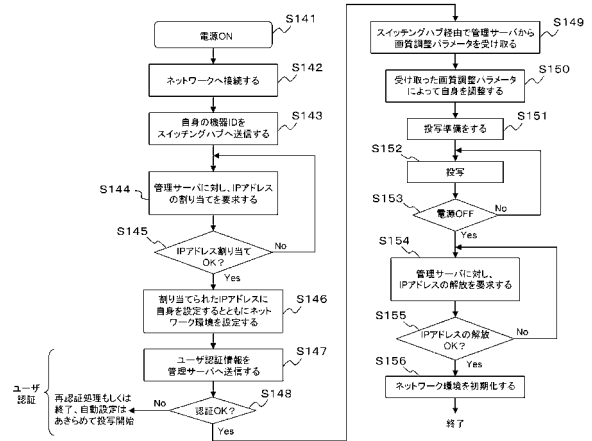 電源ON
S141
ネットワークへ接続する
S142
自身の機器IDを
スイッチングハブへ送信する
S143
S144
管理サーバに対し、IPアドレス
の割り当てを要求する
S145
IPアドレス割り当て
OK?
No
Yes
割り当てられたIPアドレスに
自身を設定するとともにネット
ワーク環境を設定する
S146
ユーザ認証情報を
管理サーバへ送信する
S147
ユーザ
認証
認証OK?
S148
No
再認証処理もしくは
終了、自動設定は
あきらめて投写開始
Yes
スイッチングハブ経由で管理サーバから
画質調整パラメータを受け取る
S149
受け取った画質調整パラメータ
によって自身を調整する
S150
投写準備をする
S151
S152
投写
S153
電源OFF
No
Yes
S154
管理サーバに対し、
IPアドレスの解放を要求する
S155
IPアドレスの解放
OK?
No
Yes
S156
ネットワーク環境を初期化する
終了